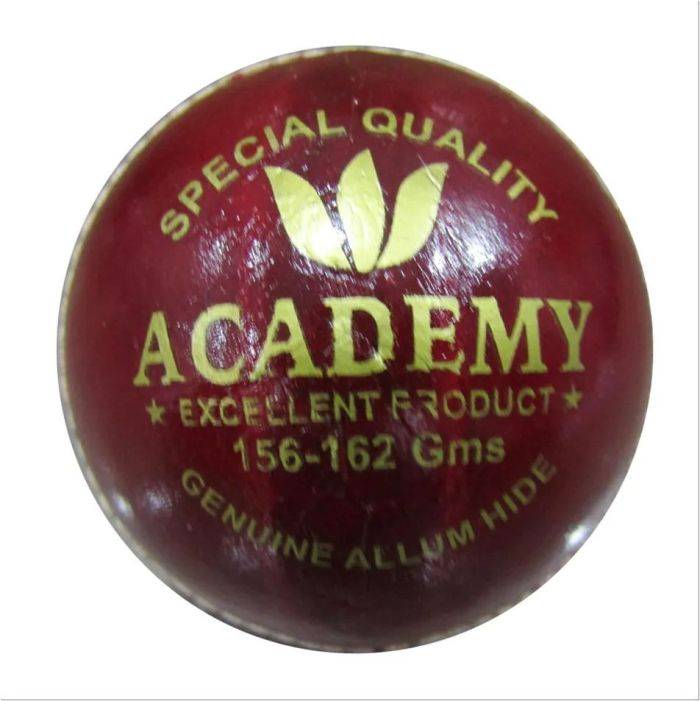 SPECIAL QUALITY
ACADEMY
★ EXCELLENT PRODUCT ★
156-162 Gms
GENUINE ALLUM HIDE